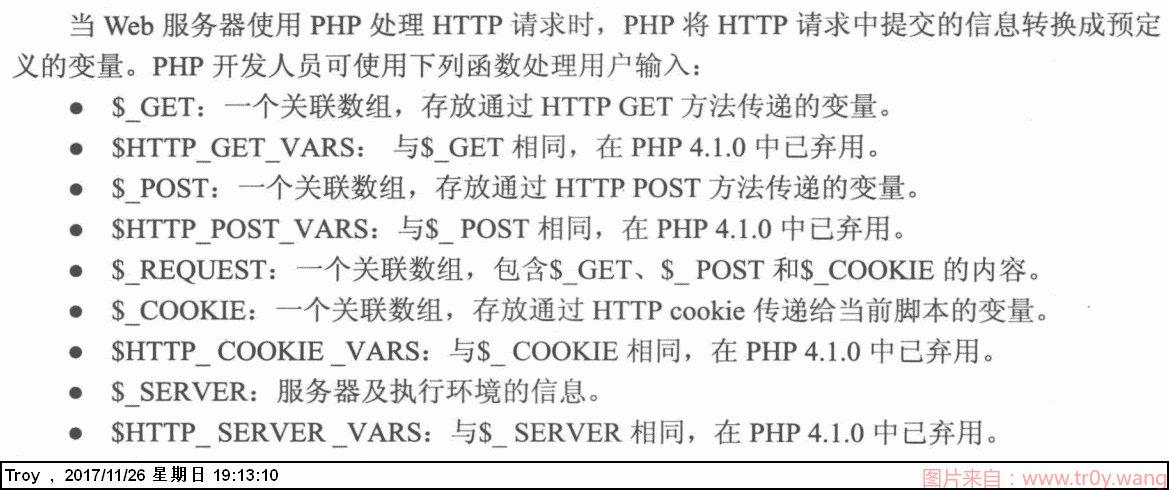 当 Web 服务器使用 PHP 处理 HTTP 请求时，PHP 将 HTTP 请求中提交的信息转换成预定
义的变量。PHP 开发人员可使用下列函数处理用户输入：
● $_GET：一个关联数组，存放通过 HTTP GET 方法传递的变量。
● $HTTP_GET_VARS： 与$_GET 相同，在 PHP 4.1.0 中已弃用。
● $_POST：一个关联数组，存放通过 HTTP POST 方法传递的变量。
● $HTTP_POST_VARS：与$_ POST 相同，在 PHP 4.1.0 中已弃用。
● $_REQUEST：一个关联数组，包含$_GET、$_ POST 和$_COOKIE 的内容。
● $_COOKIE：一个关联数组，存放通过 HTTP cookie 传递给当前脚本的变量。
● $HTTP_ COOKIE _VARS：与$_ COOKIE 相同，在 PHP 4.1.0 中已弃用。
● $_SERVER：服务器及执行环境的信息。
● $HTTP_ SERVER _VARS：与$_ SERVER 相同，在 PHP 4.1.0 中已弃用。
Troy , 2017/11/26 星期日 19:13:10
图片来自：www.tr0y.wang